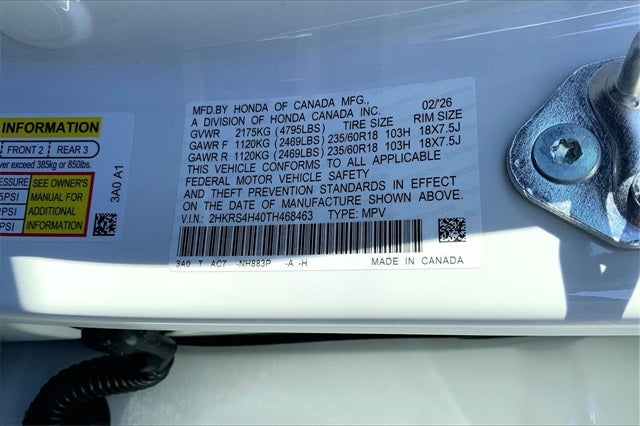 INFORMATION
FRONT 2 REAR 3
ver exceed 385kg or 850lbs.
ESSURE SEE OWNER'S
5PSI MANUAL FOR
PSI ADDITIONAL
PSI INFORMATION
3A0 A1
MFD.BY HONDA OF CANADA MFG., 02/'26
A DIVISION OF HONDA CANADA INC.
GVWR 2175KG (4795LBS) TIRE SIZE RIM SIZE
GAWR F 1120KG (2469LBS) 235/60R18 103H 18X7.5J
GAWR R 1120KG (2469LBS) 235/60R18 103H 18X7.5J
THIS VEHICLE CONFORMS TO ALL APPLICABLE
FEDERAL MOTOR VEHICLE SAFETY
AND THEFT PREVENTION STANDARDS IN EFFECT
ON THE DATE OF MANUFACTURE SHOWN ABOVE.
V.I.N.: 2HKRS4H40TH468463 TYPE: MPV
3A0 T AC7 -NH883P -A -H MADE IN CANADA